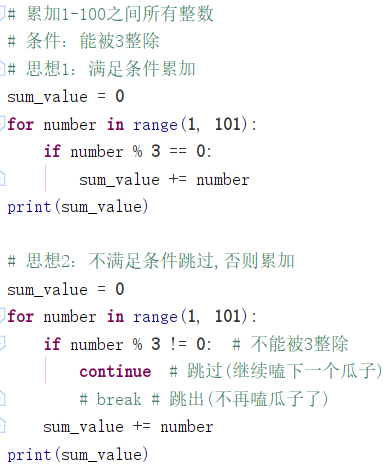 # 累加1-100之间所有整数
# 条件: 能被3整除
# 思想1: 满足条件累加
sum_value = 0
for number in range(1, 101):
    if number % 3 == 0:
        sum_value += number
print(sum_value)

# 思想2: 不满足条件跳过,否则累加
sum_value = 0
for number in range(1, 101):
    if number % 3 != 0:  # 不能被3整除
        continue  # 跳过(继续嗑下一个瓜子)
        # break # 跳出(不再嗑瓜子了)
    sum_value += number
print(sum_value)